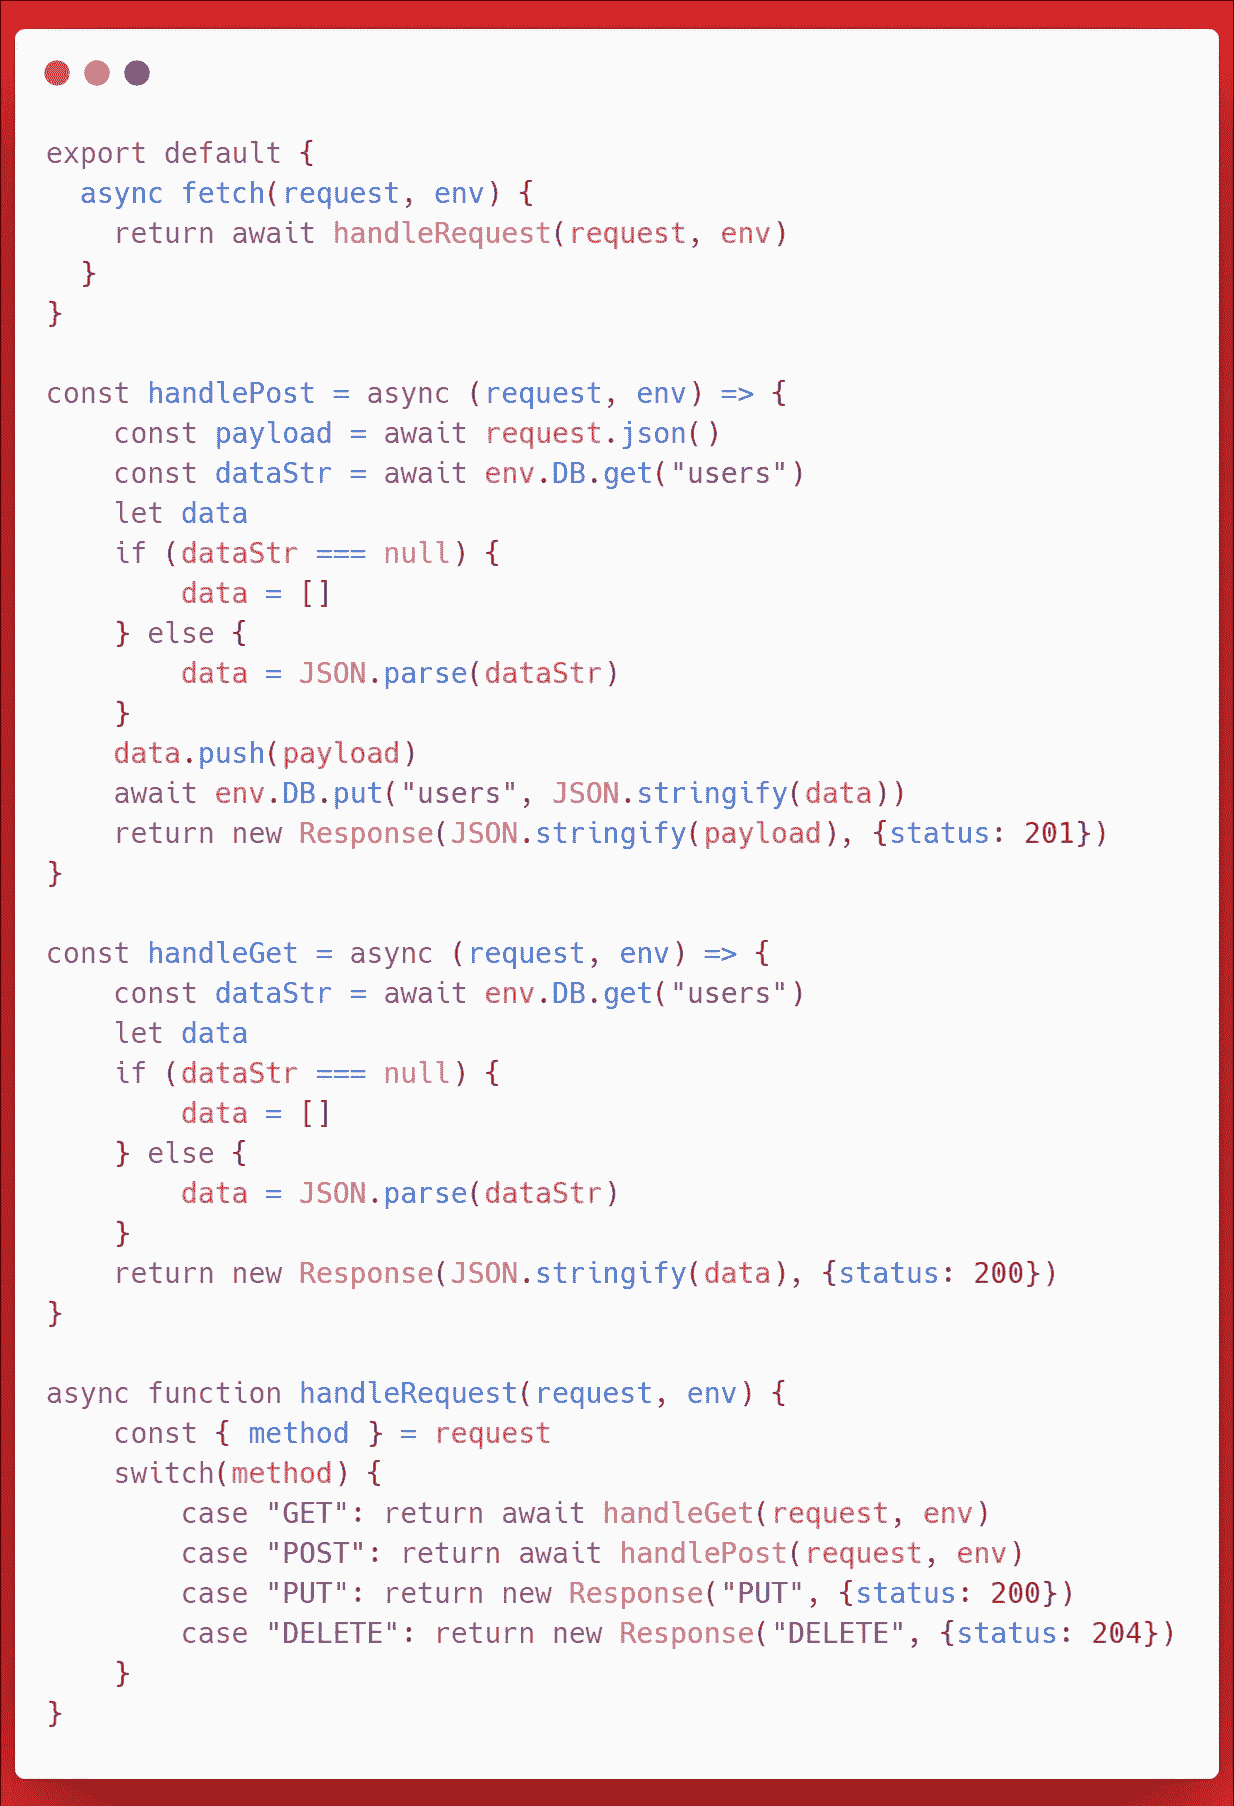 export default {
  async fetch(request, env) {
    return await handleRequest(request, env)
  }
}

const handlePost = async (request, env) => {
    const payload = await request.json()
    const dataStr = await env.DB.get("users")
    let data
    if (dataStr === null) {
        data = []
    } else {
        data = JSON.parse(dataStr)
    }
    data.push(payload)
    await env.DB.put("users", JSON.stringify(data))
    return new Response(JSON.stringify(payload), {status: 201})
}

const handleGet = async (request, env) => {
    const dataStr = await env.DB.get("users")
    let data
    if (dataStr === null) {
        data = []
    } else {
        data = JSON.parse(dataStr)
    }
    return new Response(JSON.stringify(data), {status: 200})
}

async function handleRequest(request, env) {
    const { method } = request
    switch(method) {
        case "GET": return await handleGet(request, env)
        case "POST": return await handlePost(request, env)
        case "PUT": return new Response("PUT", {status: 200})
        case "DELETE": return new Response("DELETE", {status: 204})
    }
}